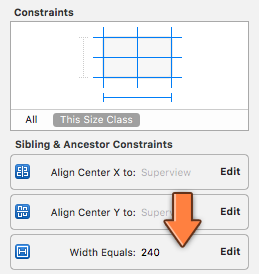 Constraints
All This Size Class
Sibling & Ancestor Constraints
Align Center X to: Superview Edit
Align Center Y to: Edit
Width Equals: 240 Edit